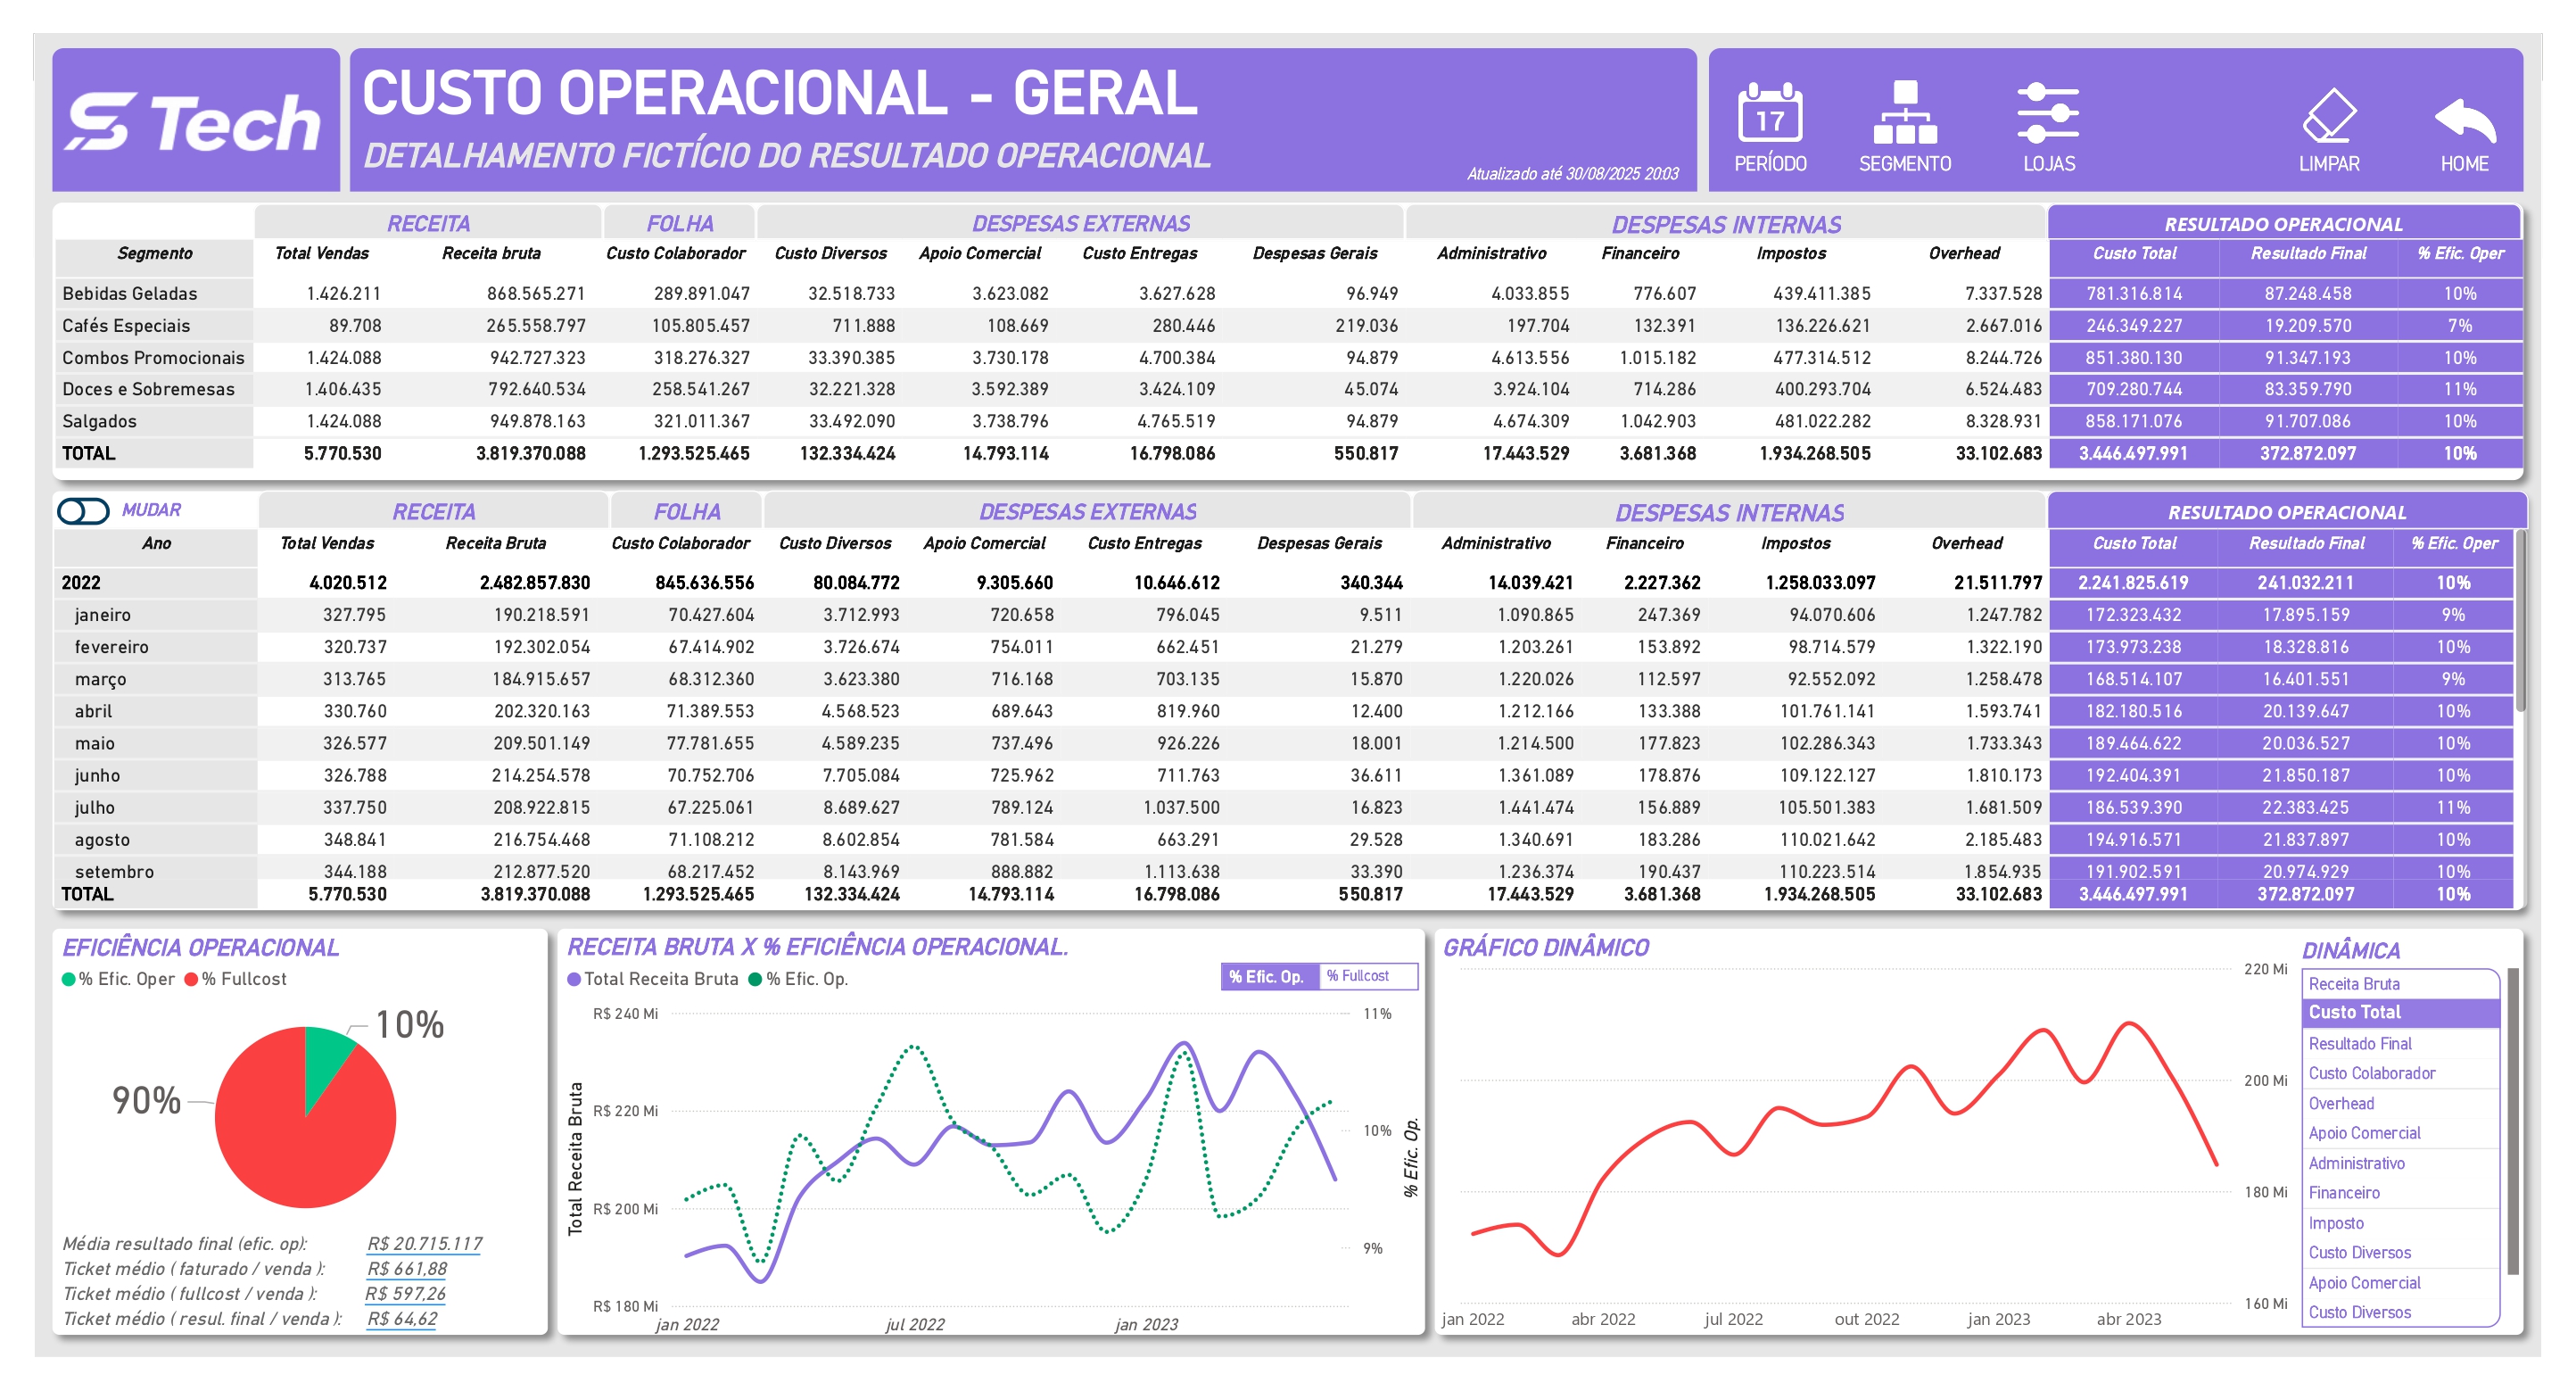 S Tech
CUSTO OPERACIONAL - GERAL
DETALHAMENTO FICTÍCIO DO RESULTADO OPERACIONAL
Atualizado até 30/08/2025 20:03
17
PERÍODO SEGMENTO LOJAS LIMPAR HOME
RECEITA FOLHA DESPESAS EXTERNAS DESPESAS INTERNAS RESULTADO OPERACIONAL
Segmento Total Vendas Receita bruta Custo Colaborador Custo Diversos Apoio Comercial Custo Entregas Despesas Gerais Administrativo Financeiro Impostos Overhead Custo Total Resultado Final % Efic. Oper
Bebidas Geladas 1.426.211 868.565.271 289.891.047 32.518.733 3.623.082 3.627.628 96.949 4.033.855 776.607 439.411.385 7.337.528 781.316.814 87.248.458 10%
Cafés Especiais 89.708 265.558.797 105.805.457 711.888 108.669 280.446 219.036 197.704 132.391 136.226.621 2.667.016 246.349.227 19.209.570 7%
Combos Promocionais 1.424.088 942.727.323 318.276.327 33.390.385 3.730.178 4.700.384 94.879 4.613.556 1.015.182 477.314.512 8.244.726 851.380.130 91.347.193 10%
Doces e Sobremesas 1.406.435 792.640.534 258.541.267 32.221.328 3.592.389 3.424.109 45.074 3.924.104 714.286 400.293.704 6.524.483 709.280.744 83.359.790 11%
Salgados 1.424.088 949.878.163 321.011.367 33.492.090 3.738.796 4.765.519 94.879 4.674.309 1.042.903 481.022.282 8.328.931 858.171.076 91.707.086 10%
TOTAL 5.770.530 3.819.370.088 1.293.525.465 132.334.424 14.793.114 16.798.086 550.817 17.443.529 3.681.368 1.934.268.505 33.102.683 3.446.497.991 372.872.097 10%
MUDAR RECEITA FOLHA DESPESAS EXTERNAS DESPESAS INTERNAS RESULTADO OPERACIONAL
Ano Total Vendas Receita Bruta Custo Colaborador Custo Diversos Apoio Comercial Custo Entregas Despesas Gerais Administrativo Financeiro Impostos Overhead Custo Total Resultado Final % Efic. Oper
2022 4.020.512 2.482.857.830 845.636.556 80.084.772 9.305.660 10.646.612 340.344 14.039.421 2.227.362 1.258.033.097 21.511.797 2.241.825.619 241.032.211 10%
janeiro 327.795 190.218.591 70.427.604 3.712.993 720.658 796.045 9.511 1.090.865 247.369 94.070.606 1.247.782 172.323.432 17.895.159 9%
fevereiro 320.737 192.302.054 67.414.902 3.726.674 754.011 662.451 21.279 1.203.261 153.892 98.714.579 1.322.190 173.973.238 18.328.816 10%
março 313.765 184.915.657 68.312.360 3.623.380 716.168 703.135 15.870 1.220.026 112.597 92.552.092 1.258.478 168.514.107 16.401.551 9%
abril 330.760 202.320.163 71.389.553 4.568.523 689.643 819.960 12.400 1.212.166 133.388 101.761.141 1.593.741 182.180.516 20.139.647 10%
maio 326.577 209.501.149 77.781.655 4.589.235 737.496 926.226 18.001 1.214.500 177.823 102.286.343 1.733.343 189.464.622 20.036.527 10%
junho 326.788 214.254.578 70.752.706 7.705.084 725.962 711.763 36.611 1.361.089 178.876 109.122.127 1.810.173 192.404.391 21.850.187 10%
julho 337.750 208.922.815 67.225.061 8.689.627 789.124 1.037.500 16.823 1.441.474 156.889 105.501.383 1.681.509 186.539.390 22.383.425 11%
agosto 348.841 216.754.468 71.108.212 8.602.854 781.584 663.291 29.528 1.340.691 183.286 110.021.642 2.185.483 194.916.571 21.837.897 10%
setembro 344.188 212.877.520 68.217.452 8.143.969 888.882 1.113.638 33.390 1.236.374 190.437 110.223.514 1.854.935 191.902.591 20.974.929 10%
TOTAL 5.770.530 3.819.370.088 1.293.525.465 132.334.424 14.793.114 16.798.086 550.817 17.443.529 3.681.368 1.934.268.505 33.102.683 3.446.497.991 372.872.097 10%
EFICIÊNCIA OPERACIONAL
% Efic. Oper % Fullcost
10%
90%
Média resultado final (efic. op): R$ 20.715.117
Ticket médio ( faturado / venda ): R$ 661,88
Ticket médio ( fullcost / venda ): R$ 597,26
Ticket médio ( resul. final / venda ): R$ 64,62
RECEITA BRUTA X % EFICIÊNCIA OPERACIONAL.
Total Receita Bruta % Efic. Op.
% Efic. Op. % Fullcost
Total Receita Bruta
R$ 240 Mi
R$ 220 Mi
R$ 200 Mi
R$ 180 Mi
11%
10%
9%
% Efic. Op.
jan 2022 jul 2022 jan 2023
GRÁFICO DINÂMICO
220 Mi
200 Mi
180 Mi
160 Mi
jan 2022 abr 2022 jul 2022 out 2022 jan 2023 abr 2023
DINÂMICA
Receita Bruta
Custo Total
Resultado Final
Custo Colaborador
Overhead
Apoio Comercial
Administrativo
Financeiro
Imposto
Custo Diversos
Apoio Comercial
Custo Diversos